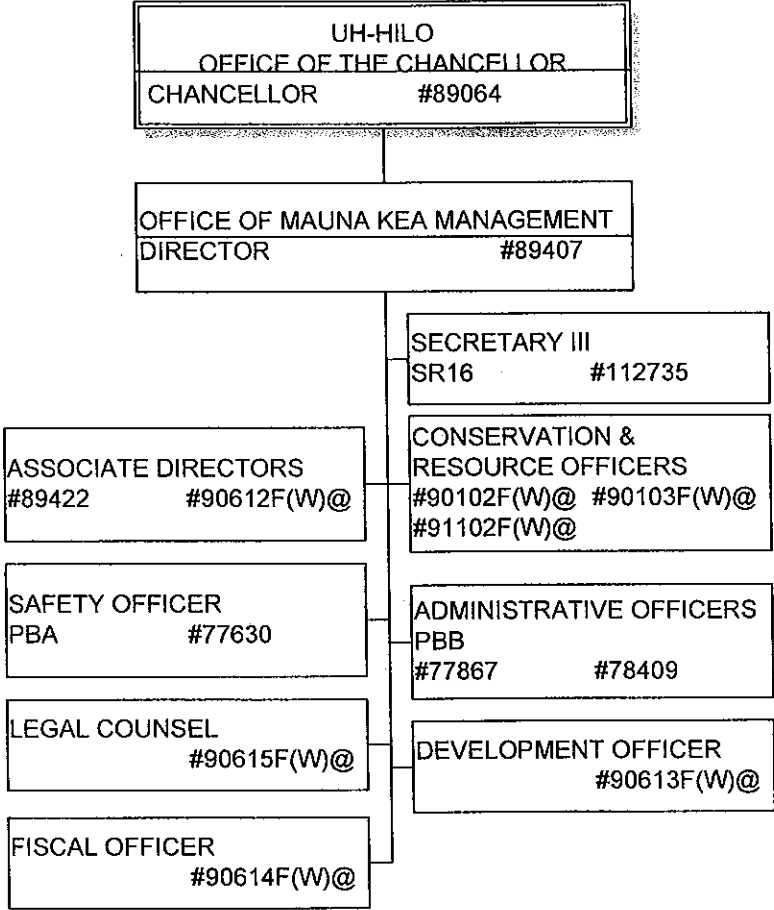 UH-HILO
OFFICE OF THE CHANCELLOR
CHANCELLOR #89064
OFFICE OF MAUNA KEA MANAGEMENT
DIRECTOR #89407
SECRETARY III
SR16 #112735
ASSOCIATE DIRECTORS
#89422 #90612F(W)@
CONSERVATION &
RESOURCE OFFICERS
#90102F(W)@ #90103F(W)@
#91102F(W)@
SAFETY OFFICER
PBA #77630
ADMINISTRATIVE OFFICERS
PBB
#77867 #78409
LEGAL COUNSEL
#90615F(W)@
DEVELOPMENT OFFICER
#90613F(W)@
FISCAL OFFICER
#90614F(W)@